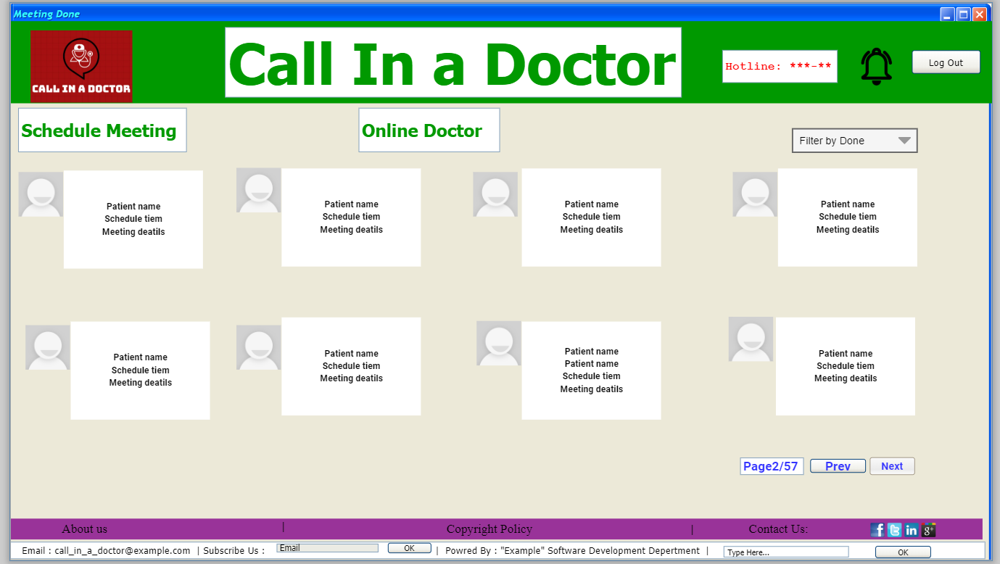 Meeting Done
CALL IN A DOCTOR
Call In a Doctor
Hotline: ***-**
Log Out
Schedule Meeting
Online Doctor
Filter by Done
Patient name
Schedule tiem
Meeting deatils
Patient name
Schedule tiem
Meeting deatils
Patient name
Schedule tiem
Meeting deatils
Patient name
Schedule tiem
Meeting deatils
Patient name
Schedule tiem
Meeting deatils
Patient name
Schedule tiem
Meeting deatils
Patient name
Patient name
Schedule tiem
Meeting deatils
Patient name
Schedule tiem
Meeting deatils
Page2/57
Prev
Next
About us | Copyright Policy | Contact Us: f t in g+
Email : call_in_a_doctor@example.com | Subscribe Us : Email OK | Powred By : "Example" Software Development Depertment | Type Here... OK